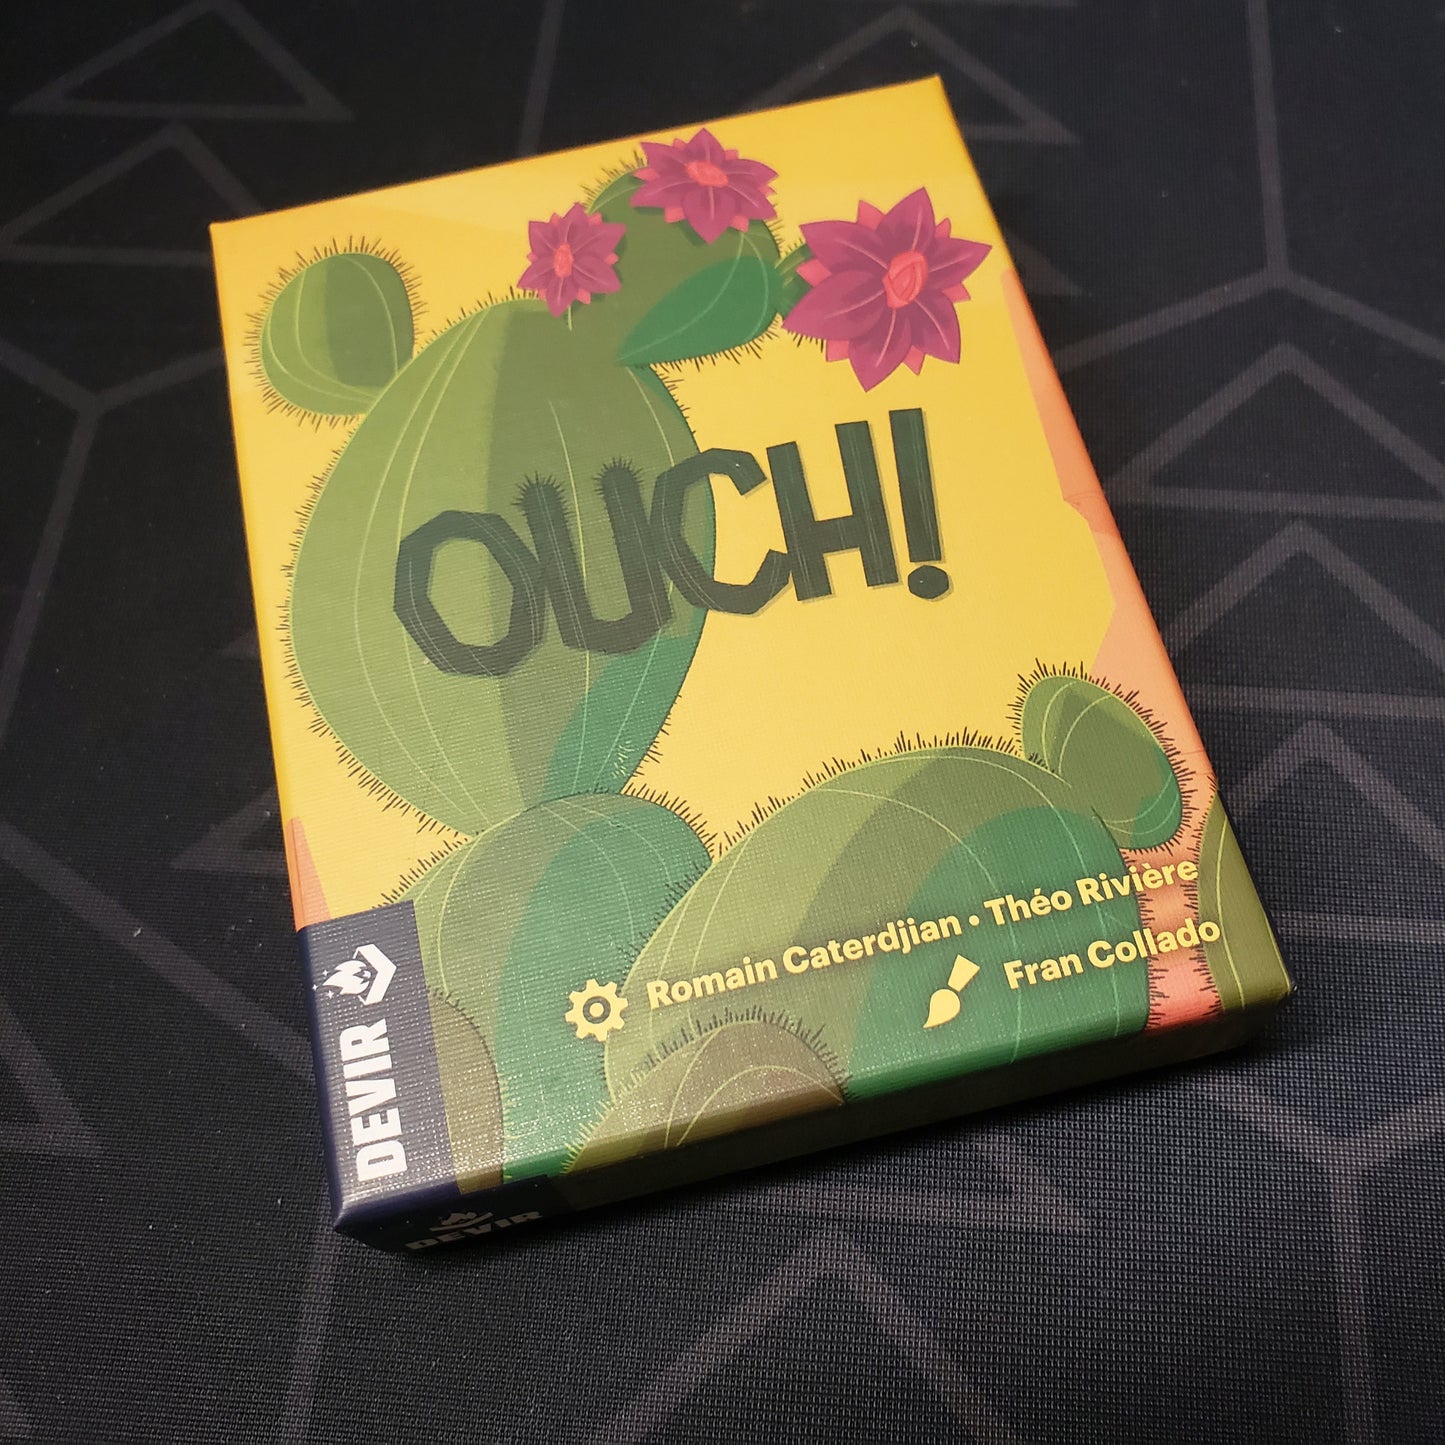 OUCH!
Romain Caterdjian • Théo Rivière
Fran Collado
DEVIR
DEVIR